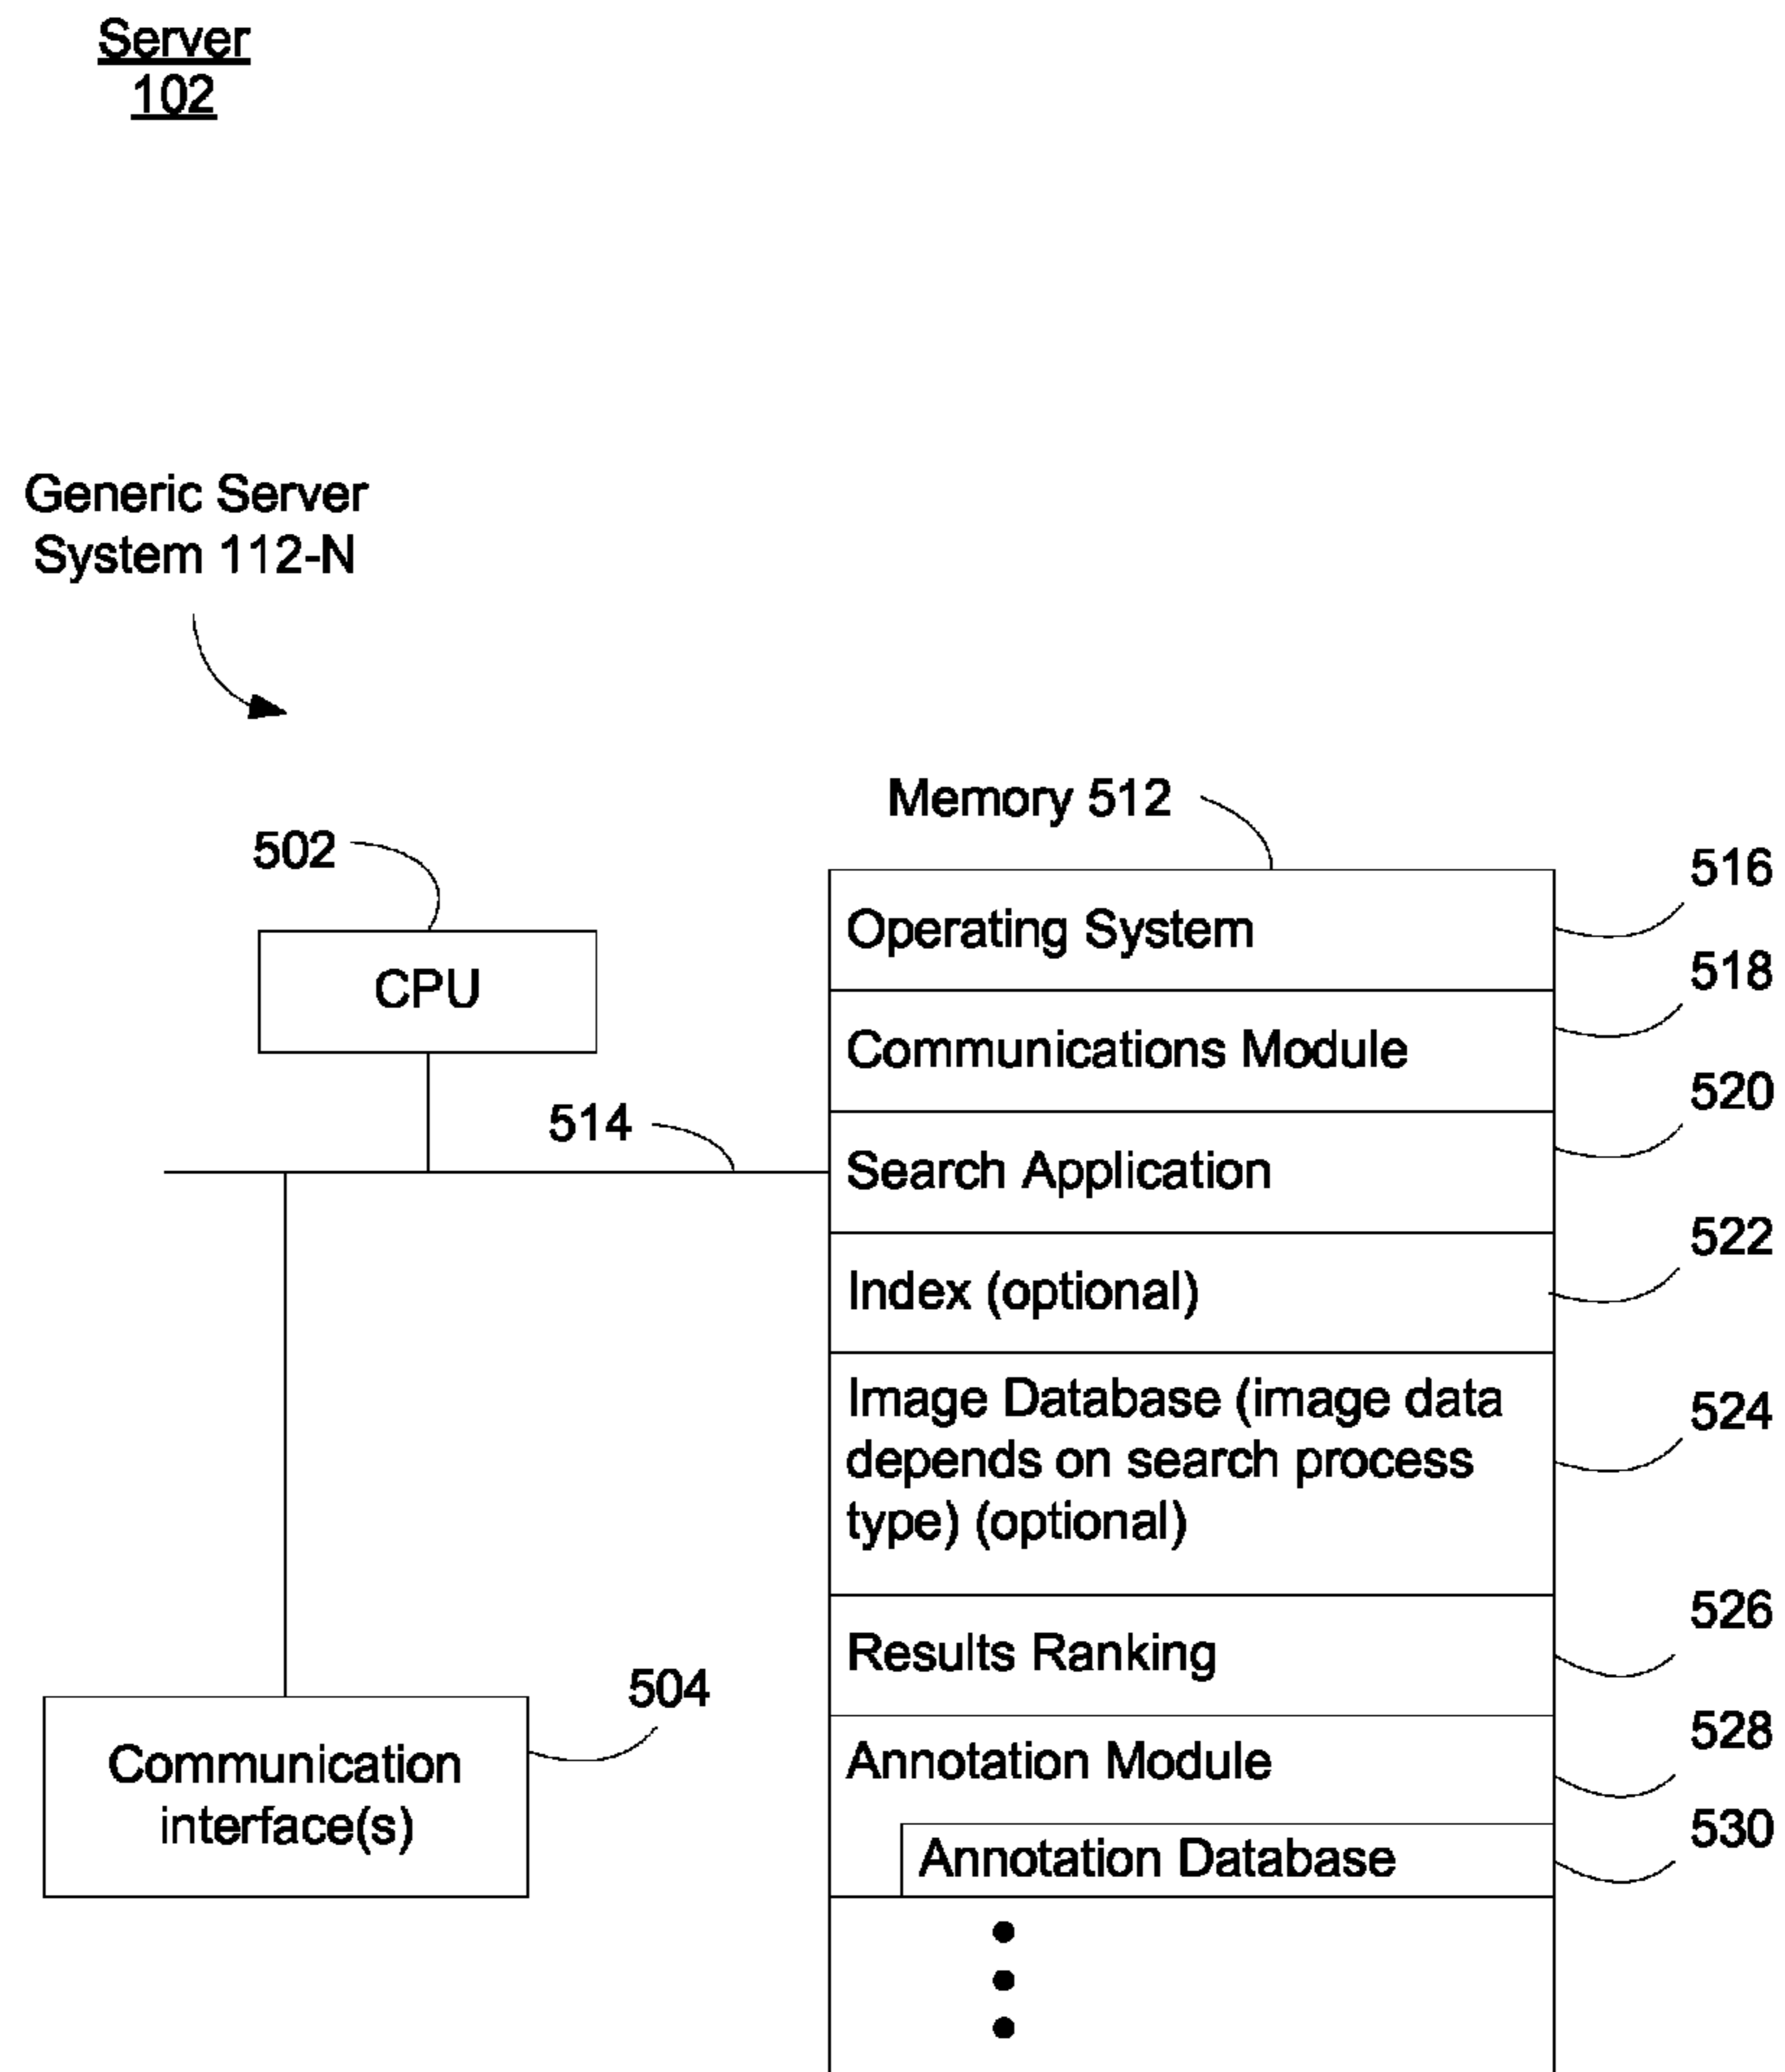 Server
102
Generic Server
System 112-N
Memory 512
502
CPU
514
Communication
interface(s)
504
Operating System
516
Communications Module
518
Search Application
520
Index (optional)
522
Image Database (image data
depends on search process
type) (optional)
524
Results Ranking
526
Annotation Module
528
Annotation Database
530